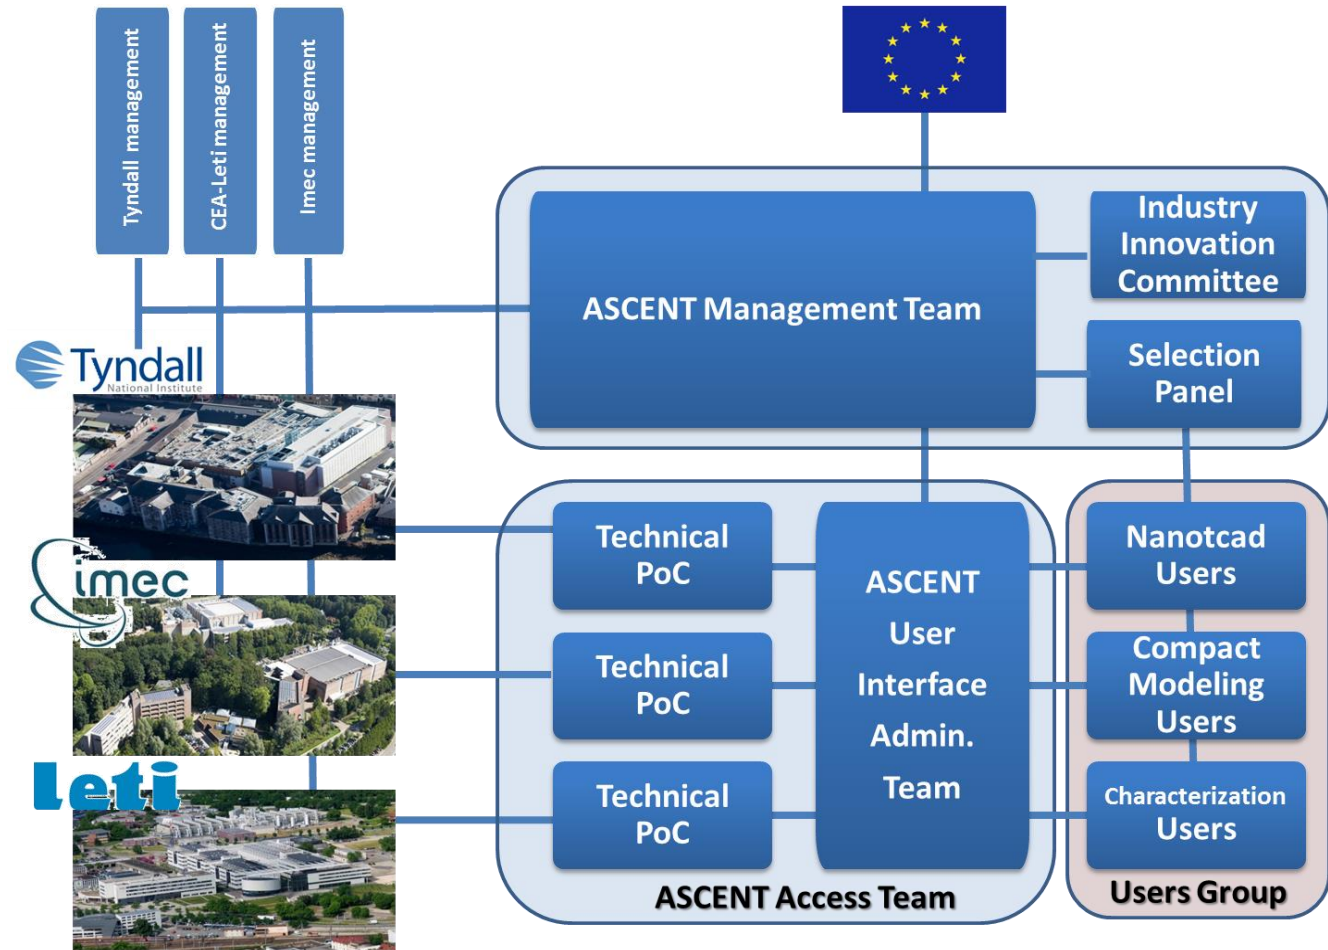 Tyndall management
CEA-Leti management
Imec management
ASCENT Management Team
Industry
Innovation
Committee
Selection
Panel
Tyndall
National Institute
imec
leti
Technical
PoC
Technical
PoC
Technical
PoC
ASCENT
User
Interface
Admin.
Team
ASCENT Access Team
Nanotcad
Users
Compact
Modeling
Users
Characterization
Users
Users Group